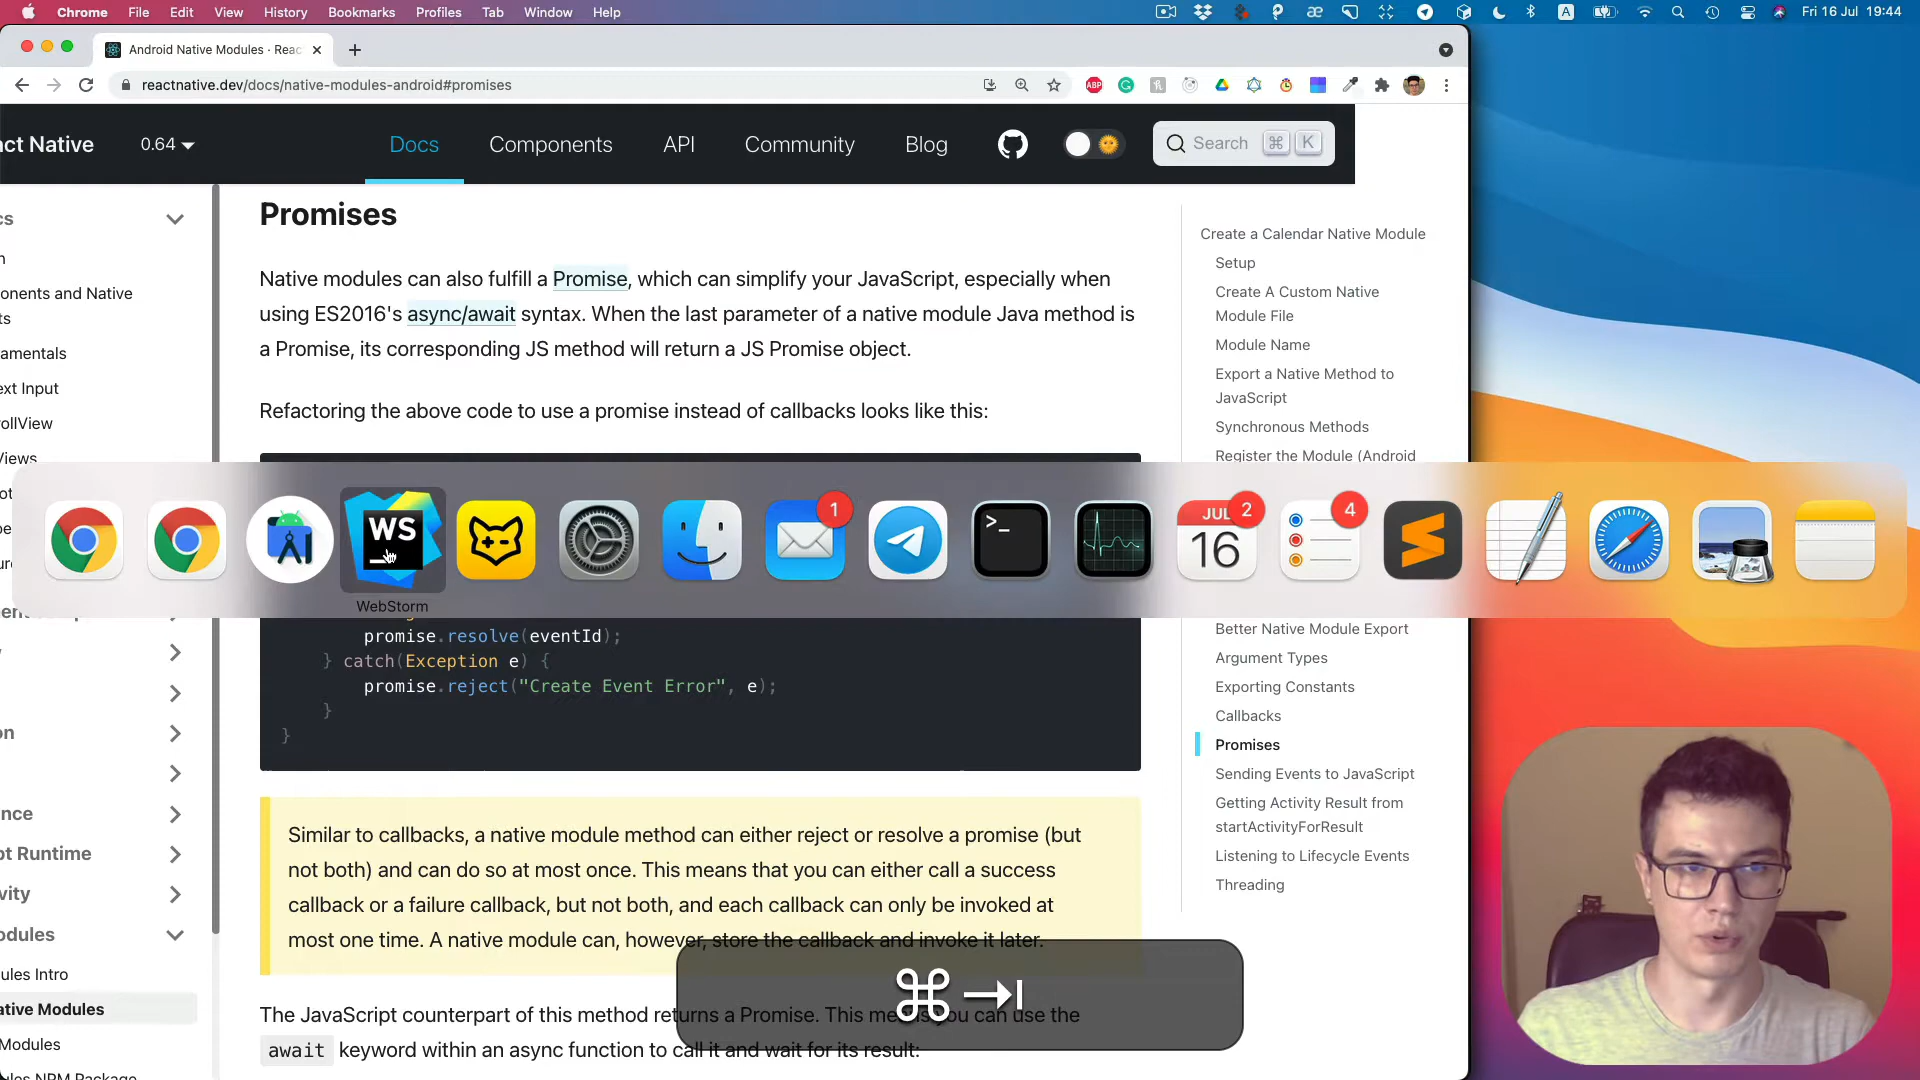 Chrome File Edit View History Bookmarks Profiles Tab Window Help
A Fri 16 Jul 19:44
Android Native Modules · Reac
reactnative.dev/docs/native-modules-android#promises
ABP
ct Native 0.64 Docs Components API Community Blog Search ⌘ K
cs
n
onents and Native
ts
amentals
ext Input
ollView
Views
Promises
Native modules can also fulfill a Promise, which can simplify your JavaScript, especially when
using ES2016's async/await syntax. When the last parameter of a native module Java method is
a Promise, its corresponding JS method will return a JS Promise object.
Refactoring the above code to use a promise instead of callbacks looks like this:
Create a Calendar Native Module
Setup
Create A Custom Native
Module File
Module Name
Export a Native Method to
JavaScript
Synchronous Methods
Register the Module (Android
WS
1
JUL
2
16
4
WebStorm
promise.resolve(eventId);
} catch(Exception e) {
promise.reject("Create Event Error", e);
}
}
Similar to callbacks, a native module method can either reject or resolve a promise (but
not both) and can do so at most once. This means that you can either call a success
callback or a failure callback, but not both, and each callback can only be invoked at
most one time. A native module can, however, store the callback and invoke it later.
The JavaScript counterpart of this method returns a Promise. This means you can use the
await keyword within an async function to call it and wait for its result:
⌘ ⇥
on
nce
pt Runtime
vity
odules
ules Intro
ative Modules
Modules
ules NPM Package
Better Native Module Export
Argument Types
Exporting Constants
Callbacks
Promises
Sending Events to JavaScript
Getting Activity Result from
startActivityForResult
Listening to Lifecycle Events
Threading